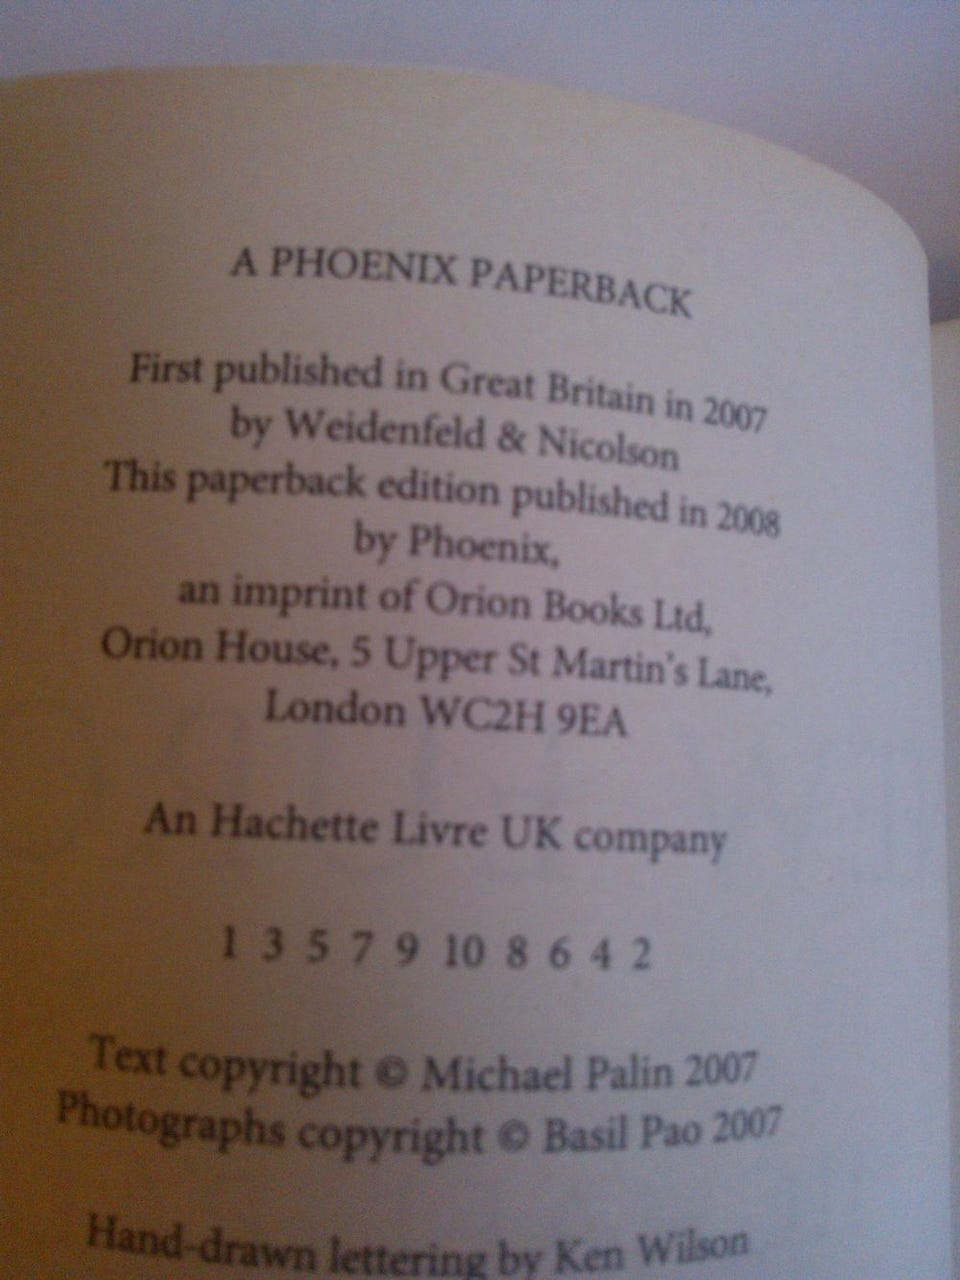 A PHOENIX PAPERBACK
First published in Great Britain in 2007
by Weidenfeld & Nicolson
This paperback edition published in 2008
by Phoenix,
an imprint of Orion Books Ltd,
Orion House, 5 Upper St Martin's Lane,
London WC2H 9EA
An Hachette Livre UK company
1 3 5 7 9 10 8 6 4 2
Text copyright © Michael Palin 2007
Photographs copyright © Basil Pao 2007
Hand-drawn lettering by Ken Wilson